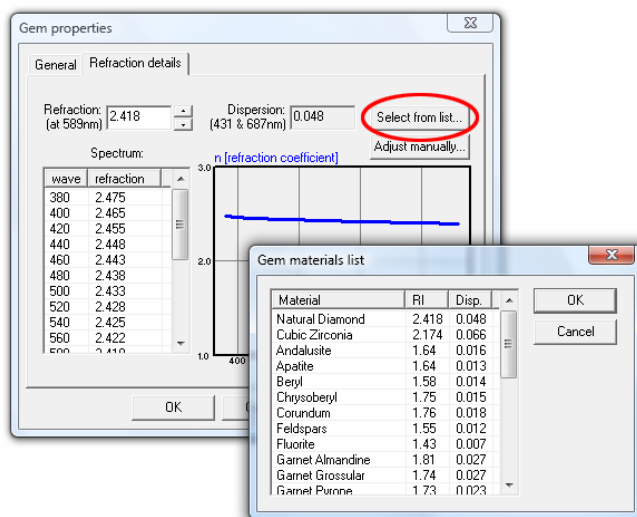 Gem properties
General Refraction details
Refraction: 2.418 Dispersion: 0.048 Select from list...
(at 589nm) (431 & 687nm)
Adjust manually...
Spectrum:
n [refraction coefficient]
wave refraction
380 2.475
400 2.465
420 2.455
440 2.448
460 2.443
480 2.438
500 2.433
520 2.428
540 2.425
560 2.422
3.0
2.0
1.0
400
OK
Gem materials list
Material RI Disp.
Natural Diamond 2.418 0.048
Cubic Zirconia 2.174 0.066
Andalusite 1.64 0.016
Apatite 1.64 0.013
Beryl 1.58 0.014
Chrysoberyl 1.75 0.015
Corundum 1.76 0.018
Feldspars 1.55 0.012
Fluorite 1.43 0.007
Garnet Almandine 1.81 0.027
Garnet Grossular 1.74 0.027
Garnet Pyrope 1.73 0.023
OK
Cancel